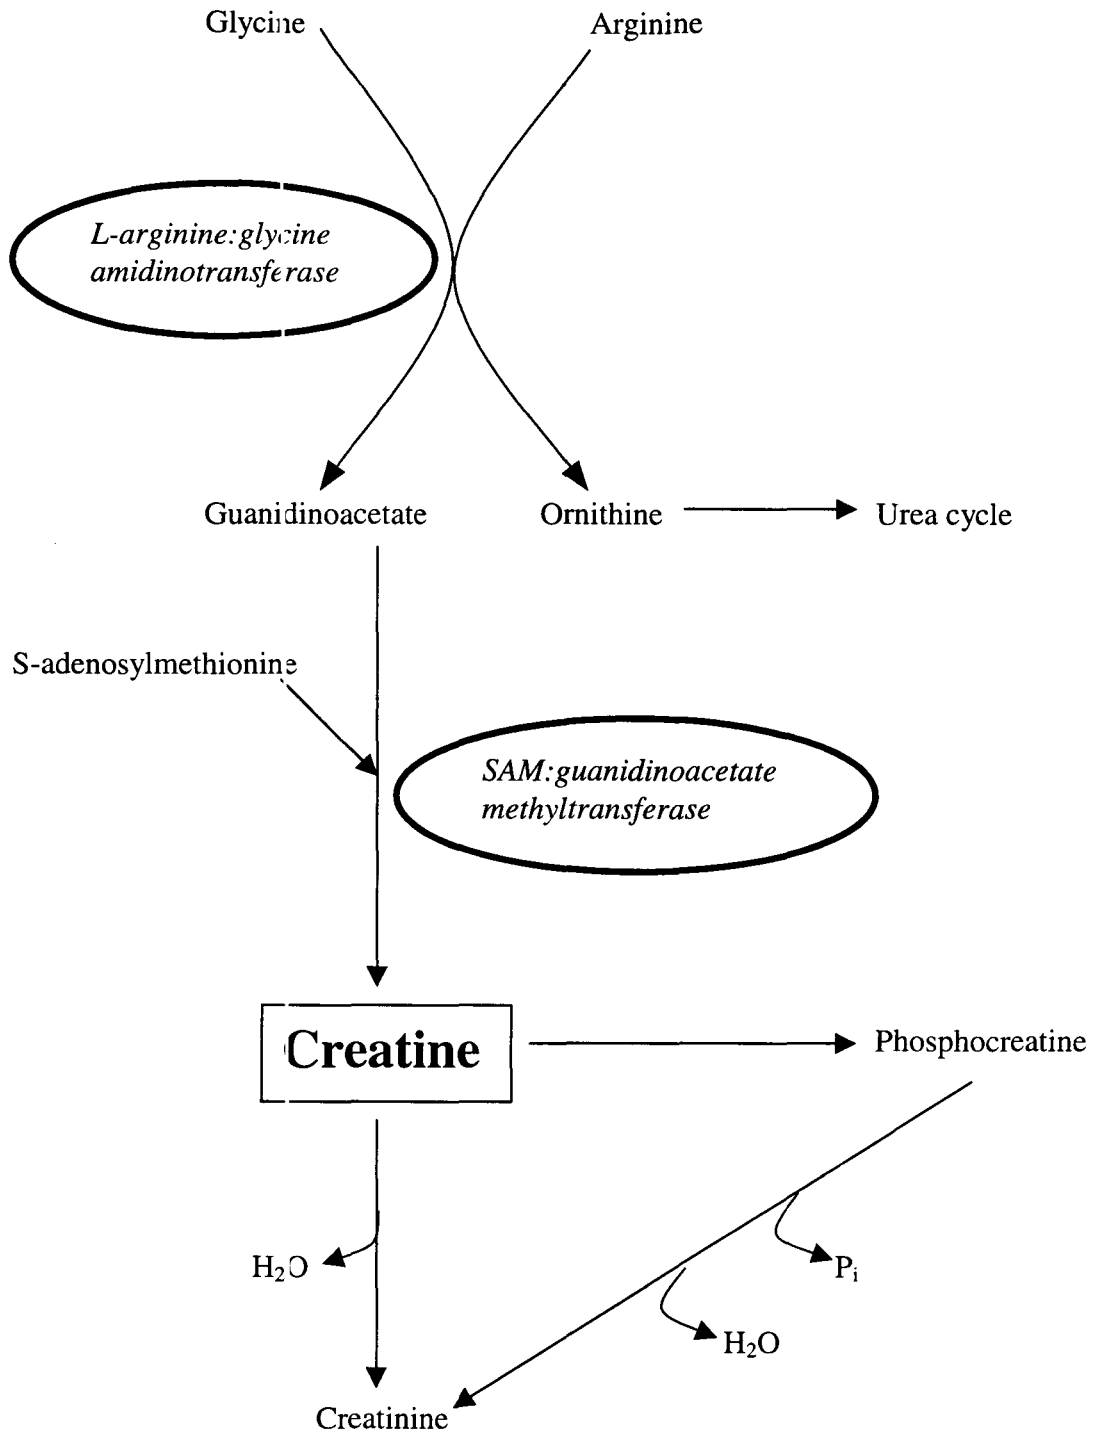 Glycine
Arginine
L-arginine:glycine
amidinotransferase
Guanidinoacetate
Ornithine
Urea cycle
S-adenosylmethionine
SAM:guanidinoacetate
methyltransferase
Creatine
Phosphocreatine
H₂O
Pᵢ
H₂O
Creatinine